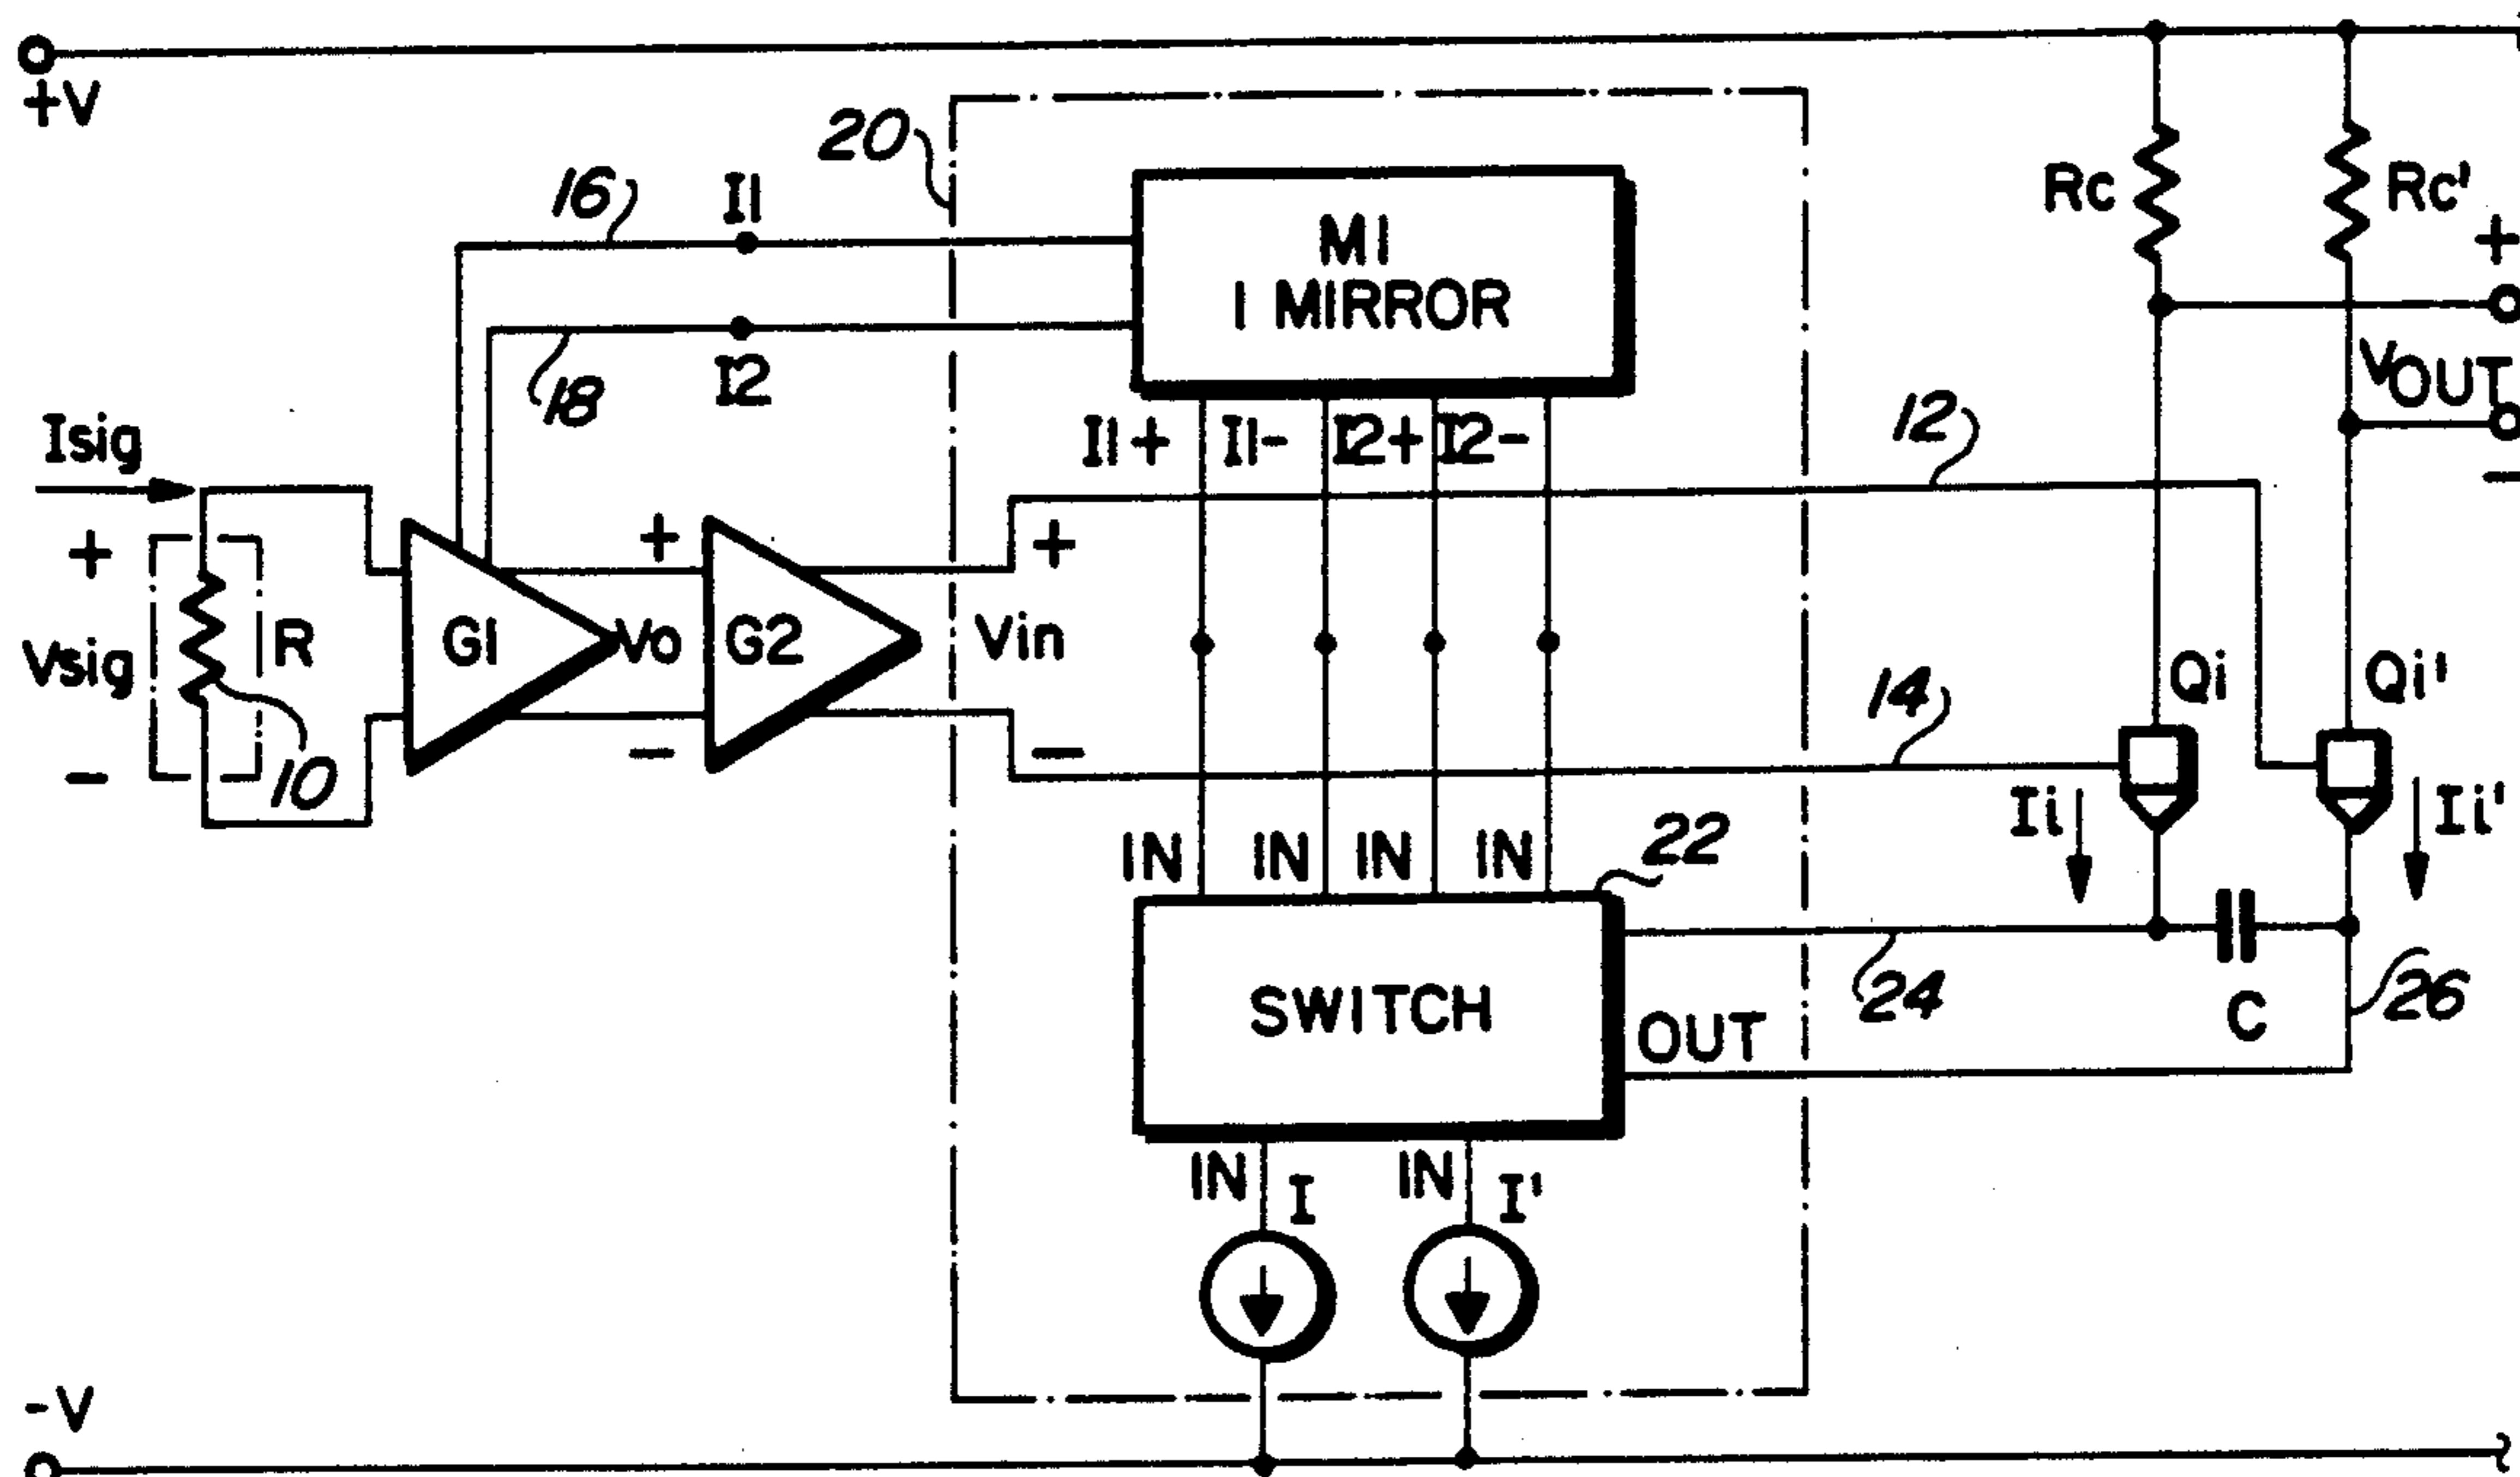 +V
20
16
I1
Rc
Rc'
+
M1
I MIRROR
18
I2
VOUT
12
I1+
I1-
I2+
I2-
Isig
-
+
+
+
Vsig
R
G1
Vo
G2
Vin
14
Qi
Qi'
-
10
-
-
Ii
Ii'
IN
IN
IN
IN
22
24
26
C
SWITCH
OUT
IN
I
IN
I'
-V